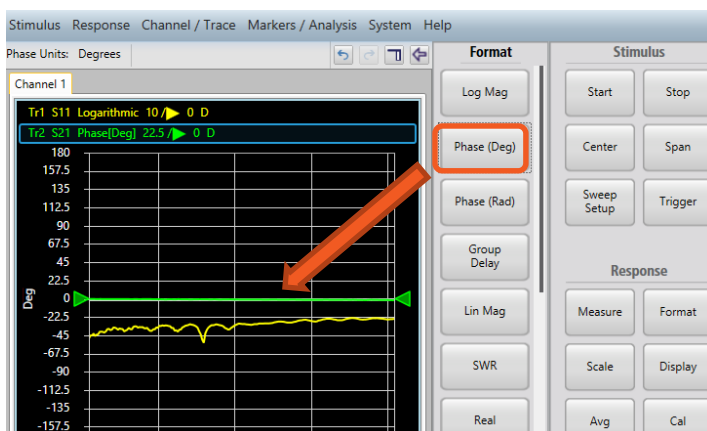 Stimulus Response Channel / Trace Markers / Analysis System Help
Phase Units: Degrees
Format
Stimulus
Channel 1
Log Mag
Start
Stop
Tr1 S11 Logarithmic 10 / 0 D
Tr2 S21 Phase[Deg] 22.5 / 0 D
Phase (Deg)
Center
Span
180
157.5
135
112.5
90
67.5
45
22.5
0
-22.5
-45
-67.5
-90
-112.5
-135
-157.5
Deg
Phase (Rad)
Sweep
Setup
Trigger
Group
Delay
Response
Lin Mag
Measure
Format
SWR
Scale
Display
Real
Avg
Cal